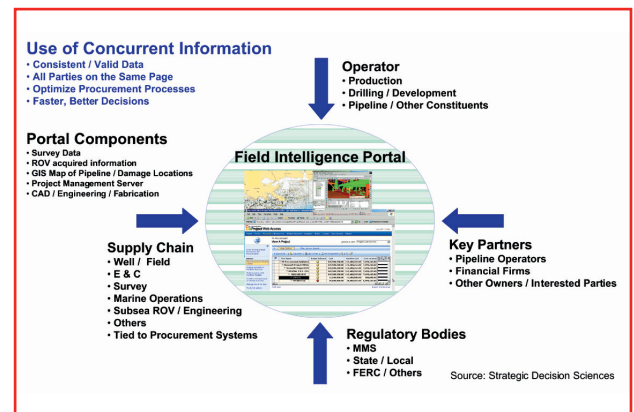 Use of Concurrent Information
• Consistent / Valid Data
• All Parties on the Same Page
• Optimize Procurement Processes
• Faster, Better Decisions
Operator
• Production
• Drilling / Development
• Pipeline / Other Constituents
Portal Components
• Survey Data
• ROV acquired information
• GIS Map of Pipeline / Damage Locations
• Project Management Server
• CAD / Engineering / Fabrication
Field Intelligence Portal
Supply Chain
• Well / Field
• E & C
• Survey
• Marine Operations
• Subsea ROV / Engineering
• Others
• Tied to Procurement Systems
Key Partners
• Pipeline Operators
• Financial Firms
• Other Owners / Interested Parties
Regulatory Bodies
• MMS
• State / Local
• FERC / Others
Source: Strategic Decision Sciences